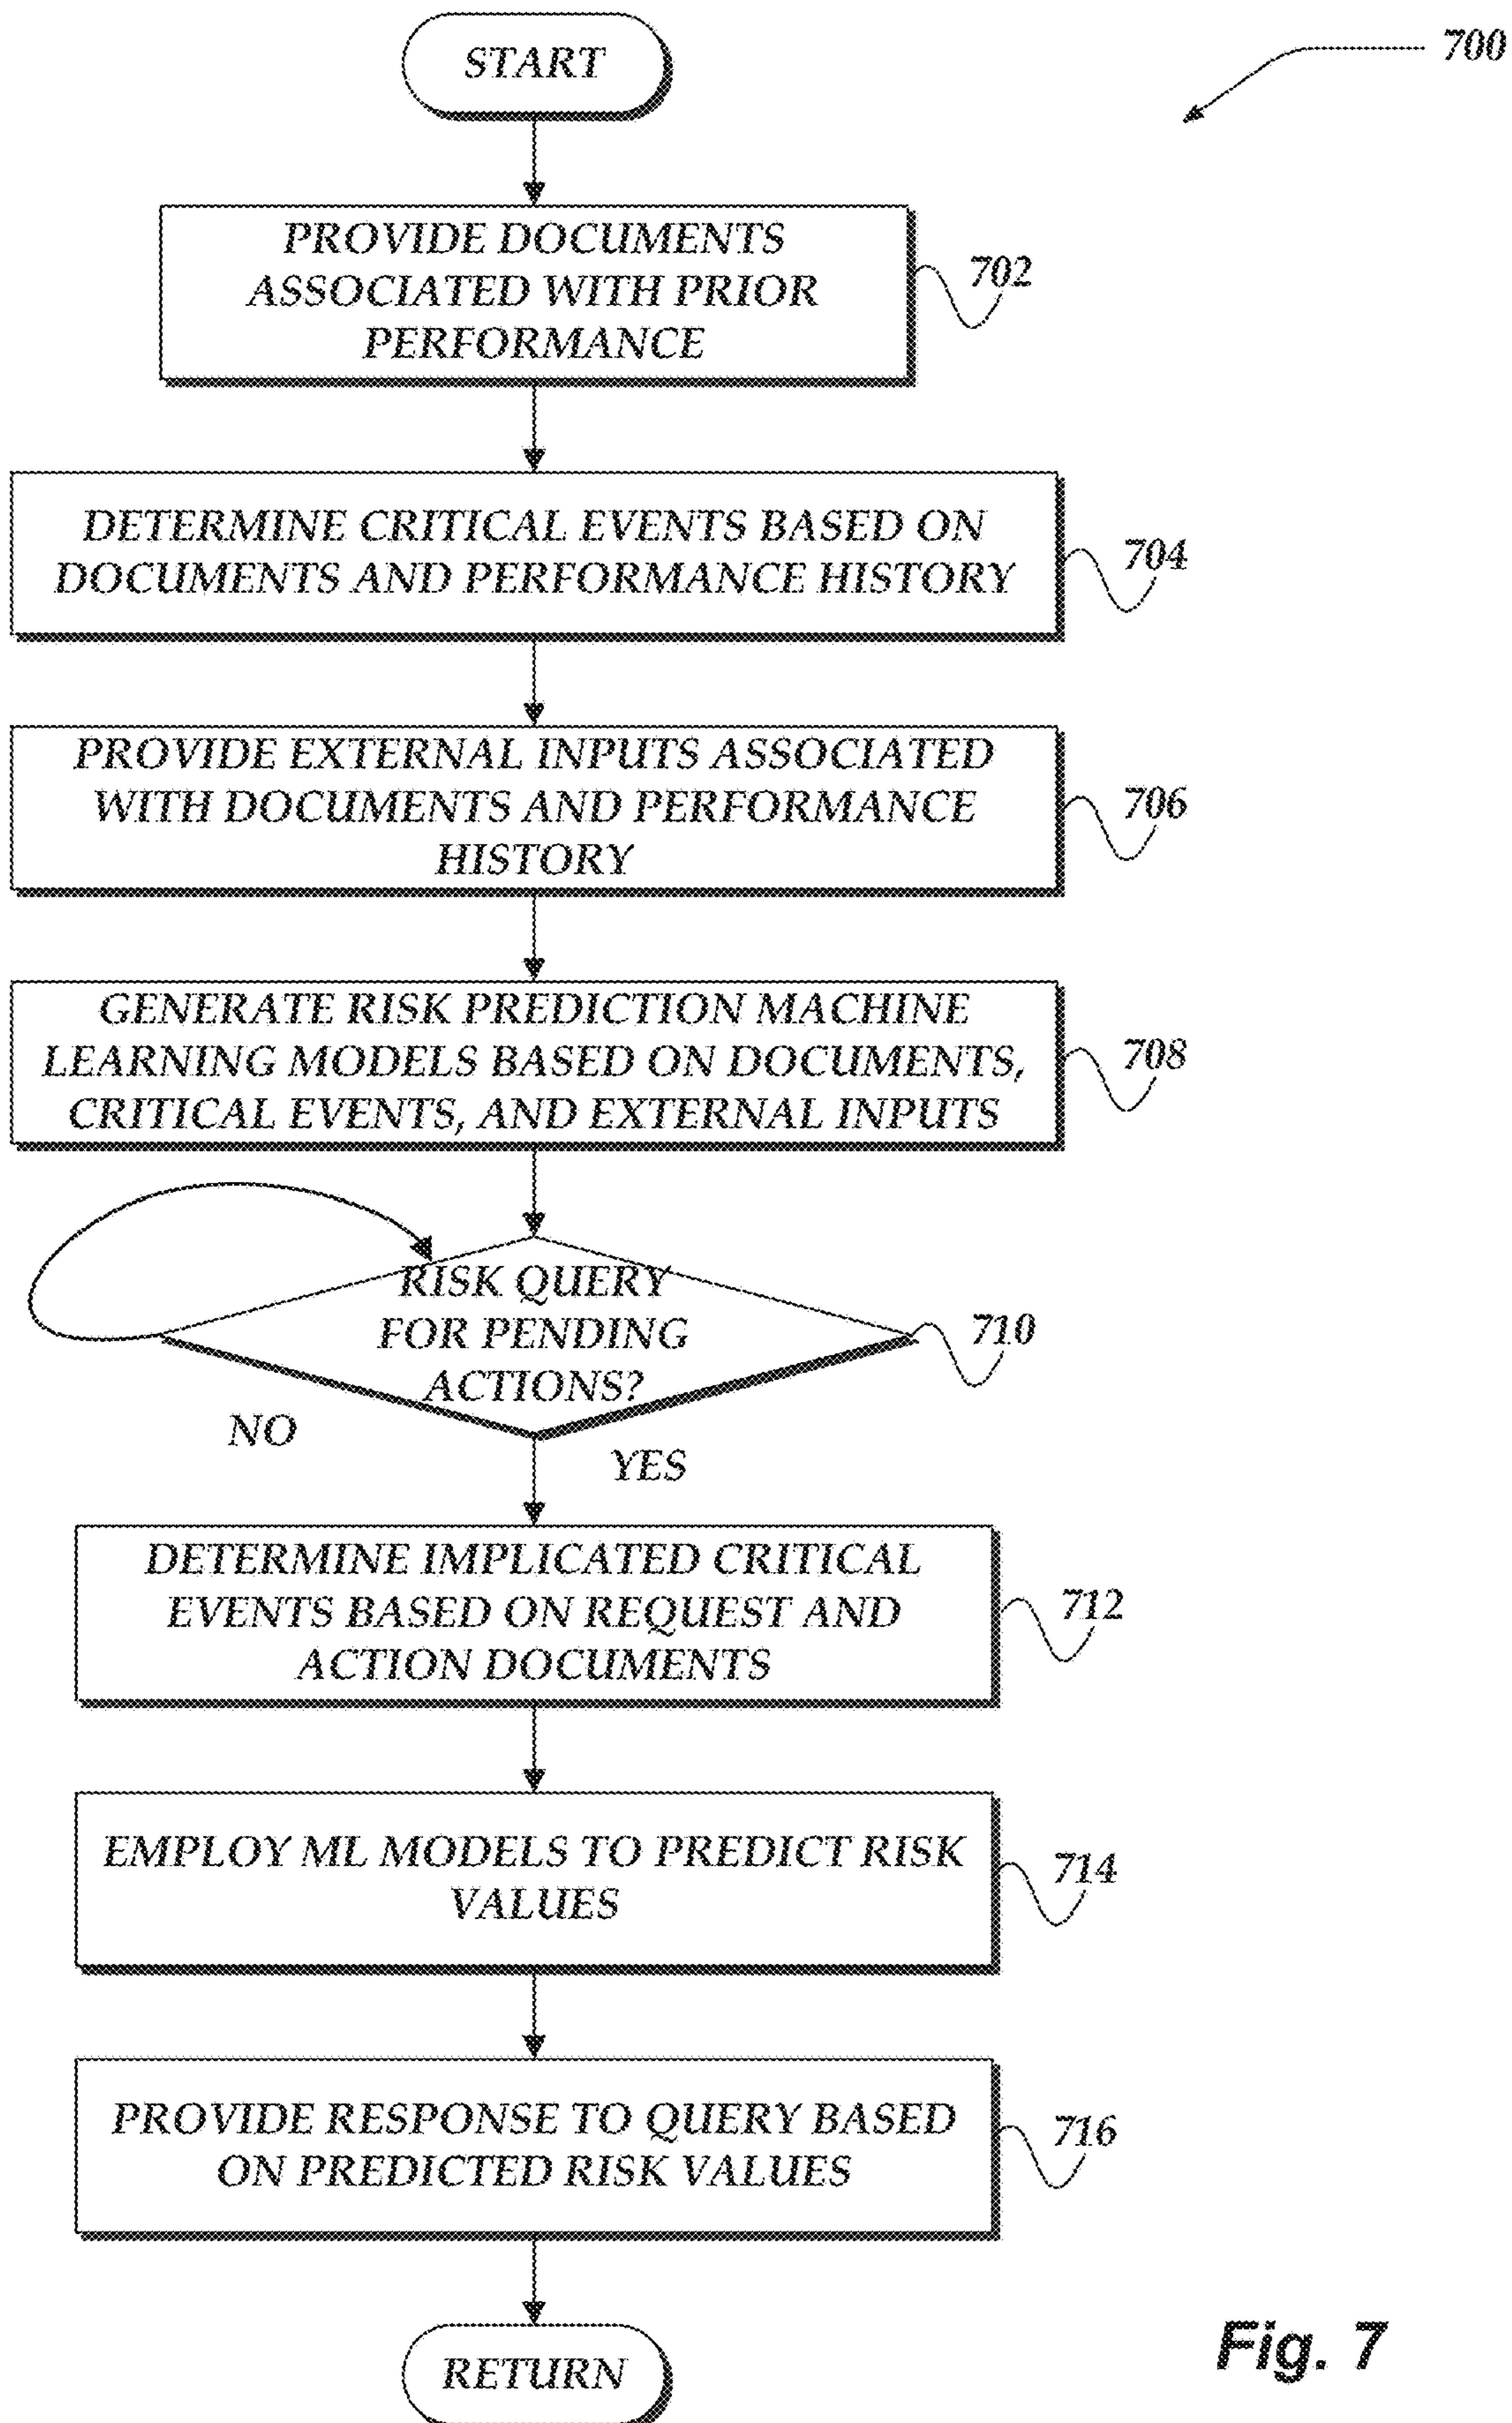 START
700
PROVIDE DOCUMENTS
ASSOCIATED WITH PRIOR
PERFORMANCE
702
DETERMINE CRITICAL EVENTS BASED ON
DOCUMENTS AND PERFORMANCE HISTORY
704
PROVIDE EXTERNAL INPUTS ASSOCIATED
WITH DOCUMENTS AND PERFORMANCE
HISTORY
706
GENERATE RISK PREDICTION MACHINE
LEARNING MODELS BASED ON DOCUMENTS,
CRITICAL EVENTS, AND EXTERNAL INPUTS
708
RISK QUERY
FOR PENDING
ACTIONS?
710
NO
YES
DETERMINE IMPLICATED CRITICAL
EVENTS BASED ON REQUEST AND
ACTION DOCUMENTS
712
EMPLOY ML MODELS TO PREDICT RISK
VALUES
714
PROVIDE RESPONSE TO QUERY BASED
ON PREDICTED RISK VALUES
716
RETURN
Fig. 7